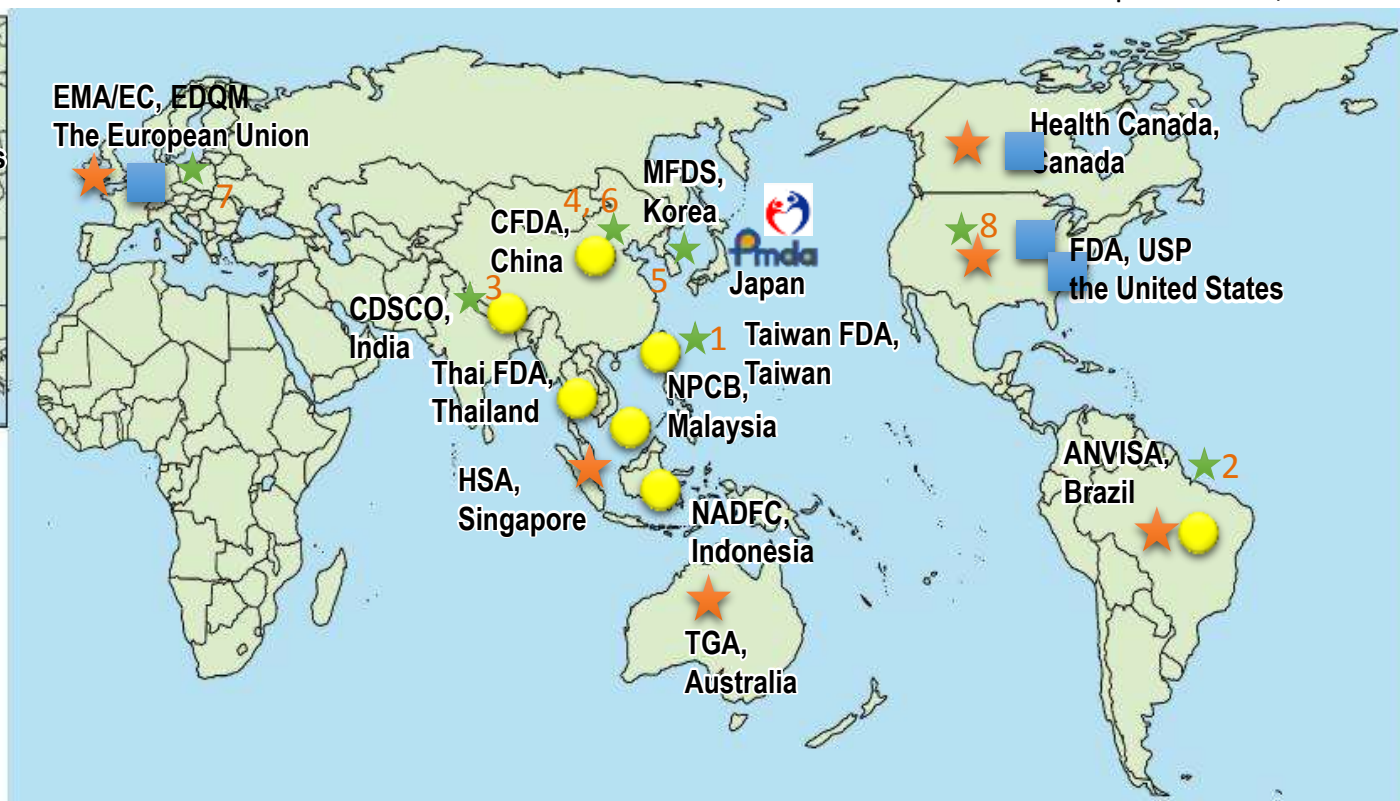 s
EMA/EC, EDQM
The European Union
7
4, 6
CFDA,
China
MFDS,
Korea
5
Pmda
Japan
3
CDSCO,
India
1
Taiwan FDA,
Taiwan
Thai FDA,
Thailand
NPCB,
Malaysia
HSA,
Singapore
NADFC,
Indonesia
TGA,
Australia
Health Canada,
Canada
8
FDA, USP
the United States
ANVISA,
Brazil
2